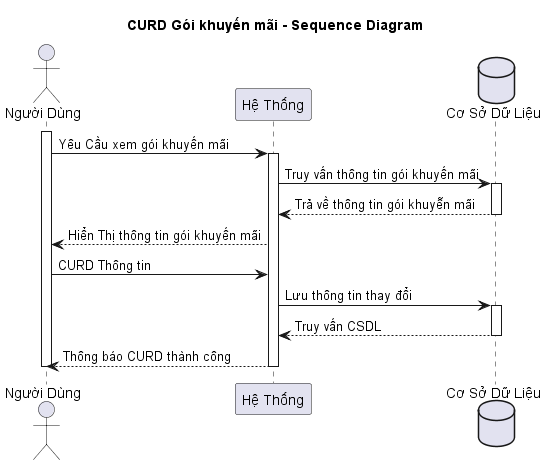 CURD Gói khuyến mãi - Sequence Diagram
Người Dùng
Hệ Thống
Cơ Sở Dữ Liệu
Yêu Cầu xem gói khuyến mãi
Truy vấn thông tin gói khuyến mãi
Trả về thông tin gói khuyễn mãi
Hiển Thị thông tin gói khuyến mãi
CURD Thông tin
Lưu thông tin thay đổi
Truy vấn CSDL
Thông báo CURD thành công
Người Dùng
Hệ Thống
Cơ Sở Dữ Liệu